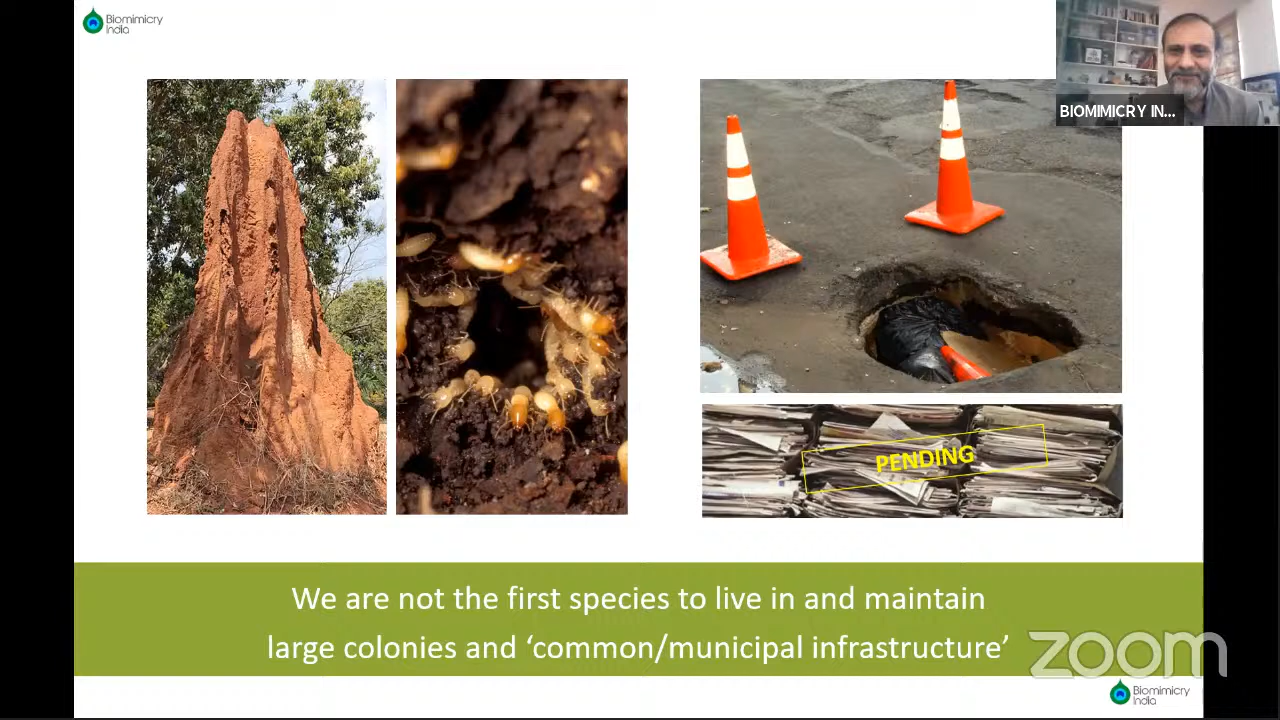 Biomimicry
India
BIOMIMICRY IN...
PENDING
We are not the first species to live in and maintain
large colonies and ‘common/municipal infrastructure’
zoom
Biomimicry
India